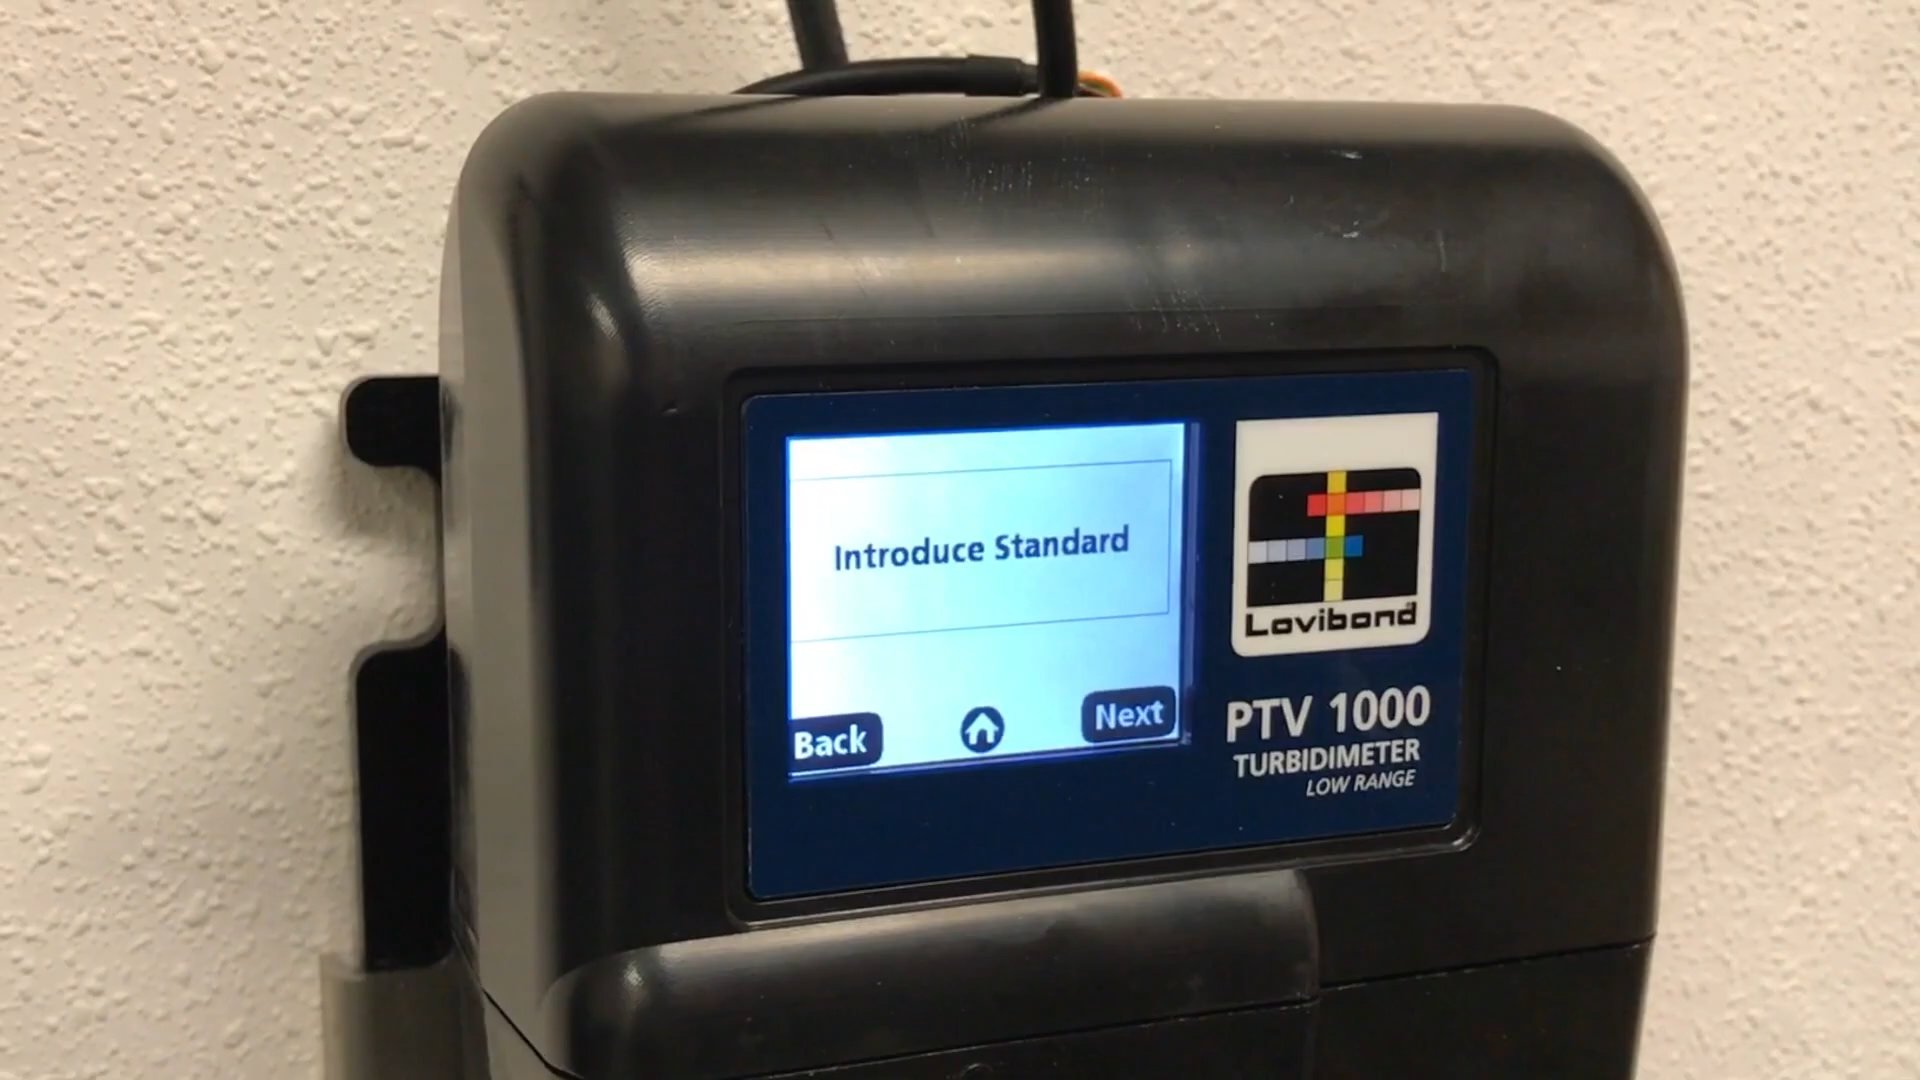 Introduce Standard
Back
Next
Lovibond®
PTV 1000
TURBIDIMETER
LOW RANGE